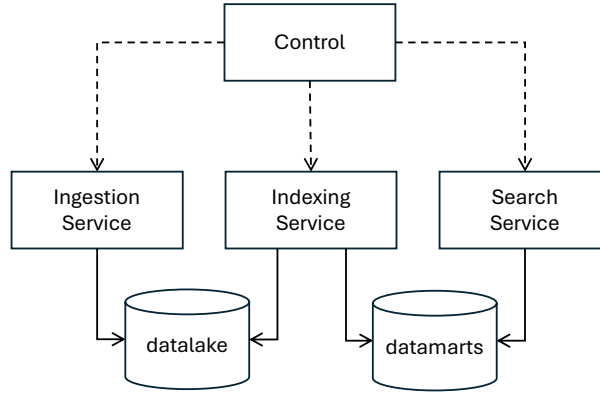 Control
Ingestion
Service
Indexing
Service
Search
Service
datalake
datamarts